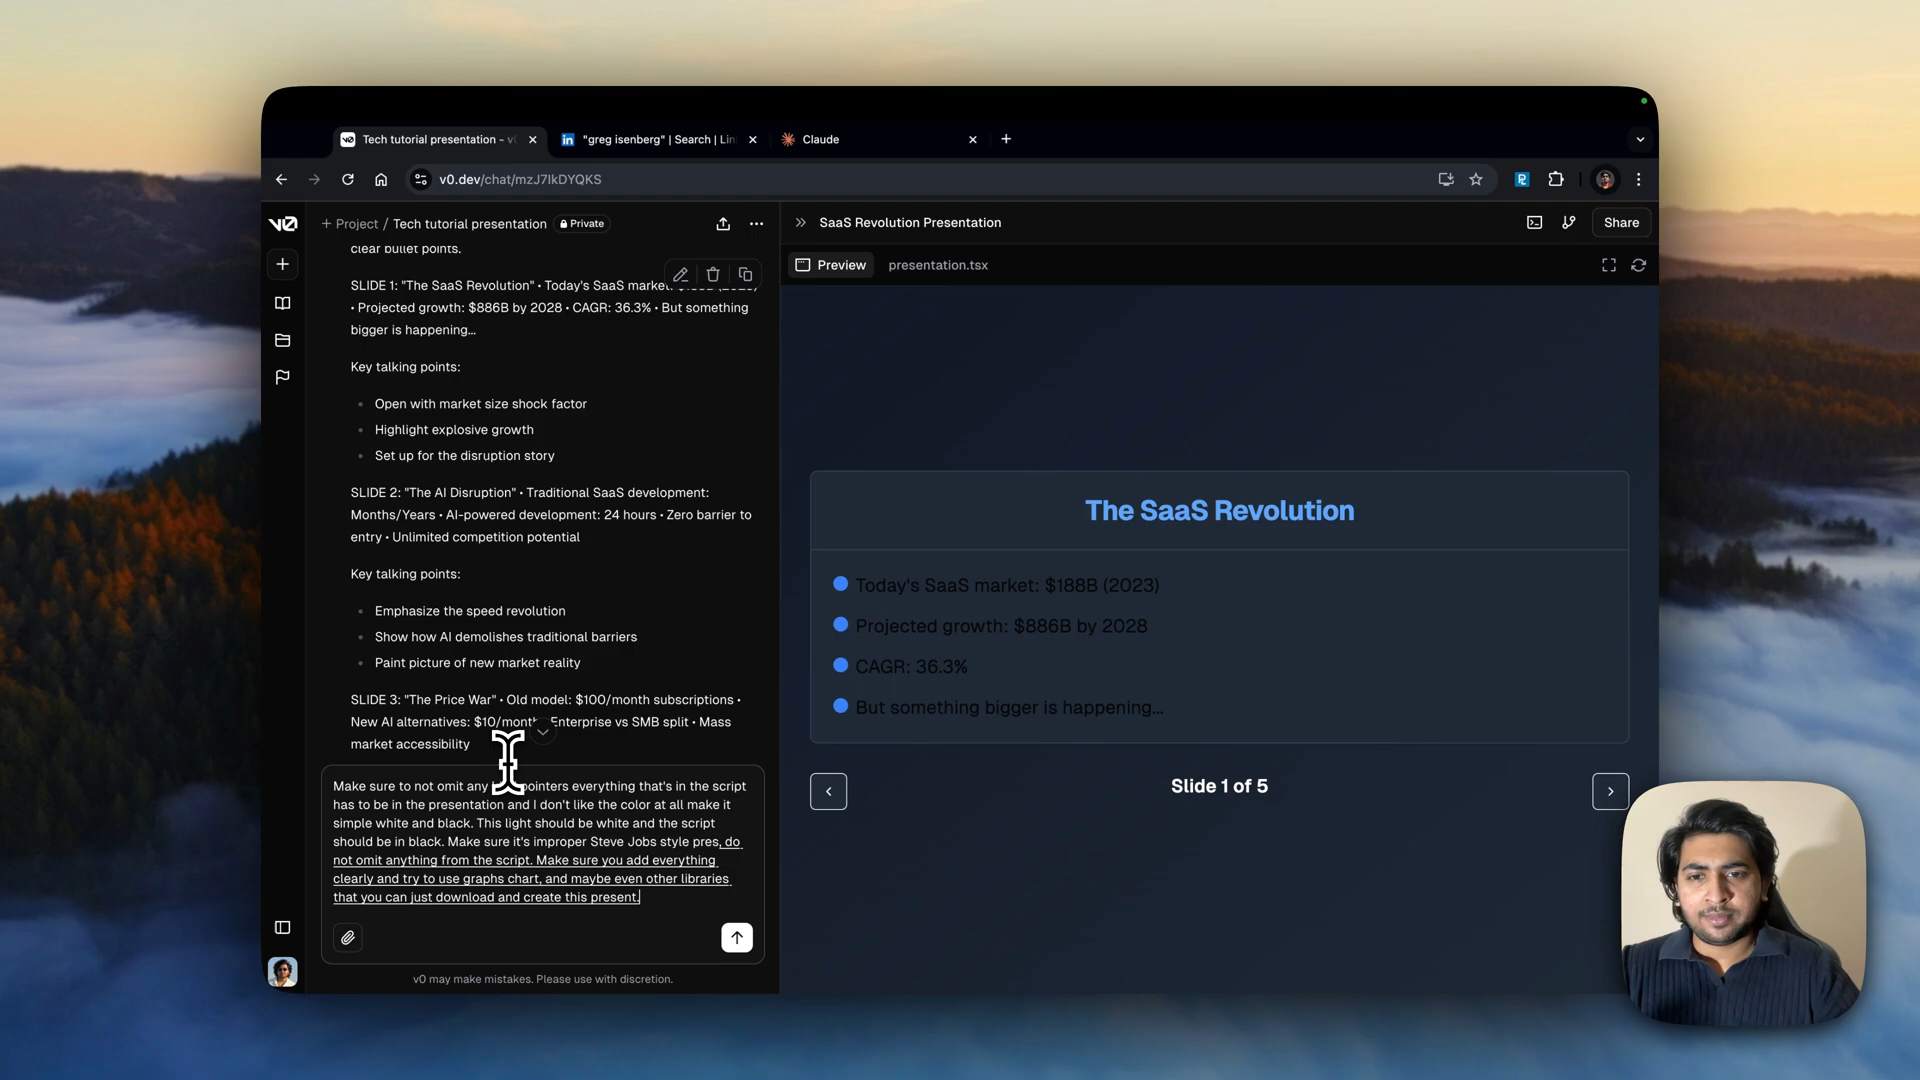 Tech tutorial presentation - v
"greg isenberg" | Search | Lin
Claude
v0.dev/chat/mzJ7lkDYQKS
v0
Project / Tech tutorial presentation
Private
SaaS Revolution Presentation
Share
Preview
presentation.tsx
clear bullet points.
SLIDE 1: "The SaaS Revolution" • Today's SaaS market:
• Projected growth: $886B by 2028 • CAGR: 36.3% • But something
bigger is happening...
Key talking points:
Open with market size shock factor
Highlight explosive growth
Set up for the disruption story
SLIDE 2: "The AI Disruption" • Traditional SaaS development:
Months/Years • AI-powered development: 24 hours • Zero barrier to
entry • Unlimited competition potential
Key talking points:
Emphasize the speed revolution
Show how AI demolishes traditional barriers
Paint picture of new market reality
SLIDE 3: "The Price War" • Old model: $100/month subscriptions •
New AI alternatives: $10/month Enterprise vs SMB split • Mass
market accessibility
Make sure to not omit any pointers everything that's in the script
has to be in the presentation and I don't like the color at all make it
simple white and black. This light should be white and the script
should be in black. Make sure it's improper Steve Jobs style pres, do
not omit anything from the script. Make sure you add everything
clearly and try to use graphs chart, and maybe even other libraries
that you can just download and create this present.
v0 may make mistakes. Please use with discretion.
The SaaS Revolution
Today's SaaS market: $188B (2023)
Projected growth: $886B by 2028
CAGR: 36.3%
But something bigger is happening...
Slide 1 of 5